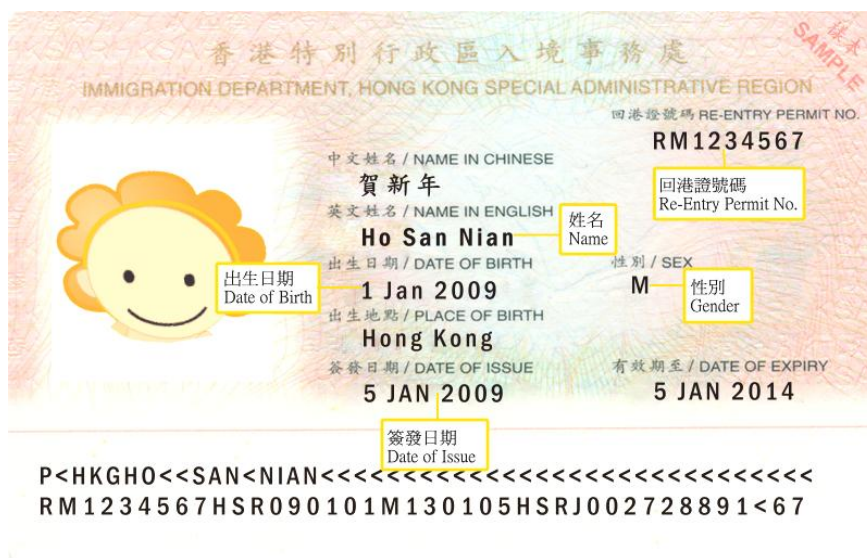 樣本
SAMPLE
香港特別行政區入境事務處
IMMIGRATION DEPARTMENT, HONG KONG SPECIAL ADMINISTRATIVE REGION
回港證號碼 RE-ENTRY PERMIT NO.
RM1234567
回港證號碼
Re-Entry Permit No.
中文姓名 / NAME IN CHINESE
賀新年
英文姓名 / NAME IN ENGLISH
Ho San Nian
姓名
Name
出生日期 / DATE OF BIRTH
1 Jan 2009
出生日期
Date of Birth
性別 / SEX
M
性別
Gender
出生地點 / PLACE OF BIRTH
Hong Kong
簽發日期 / DATE OF ISSUE
5 JAN 2009
有效期至 / DATE OF EXPIRY
5 JAN 2014
簽發日期
Date of Issue
P<HKGHO<<SAN<NIAN<<<<<<<<<<<<<<<<<<<<<<<<<<<
RM1234567HSR090101M130105HSRJ002728891<67